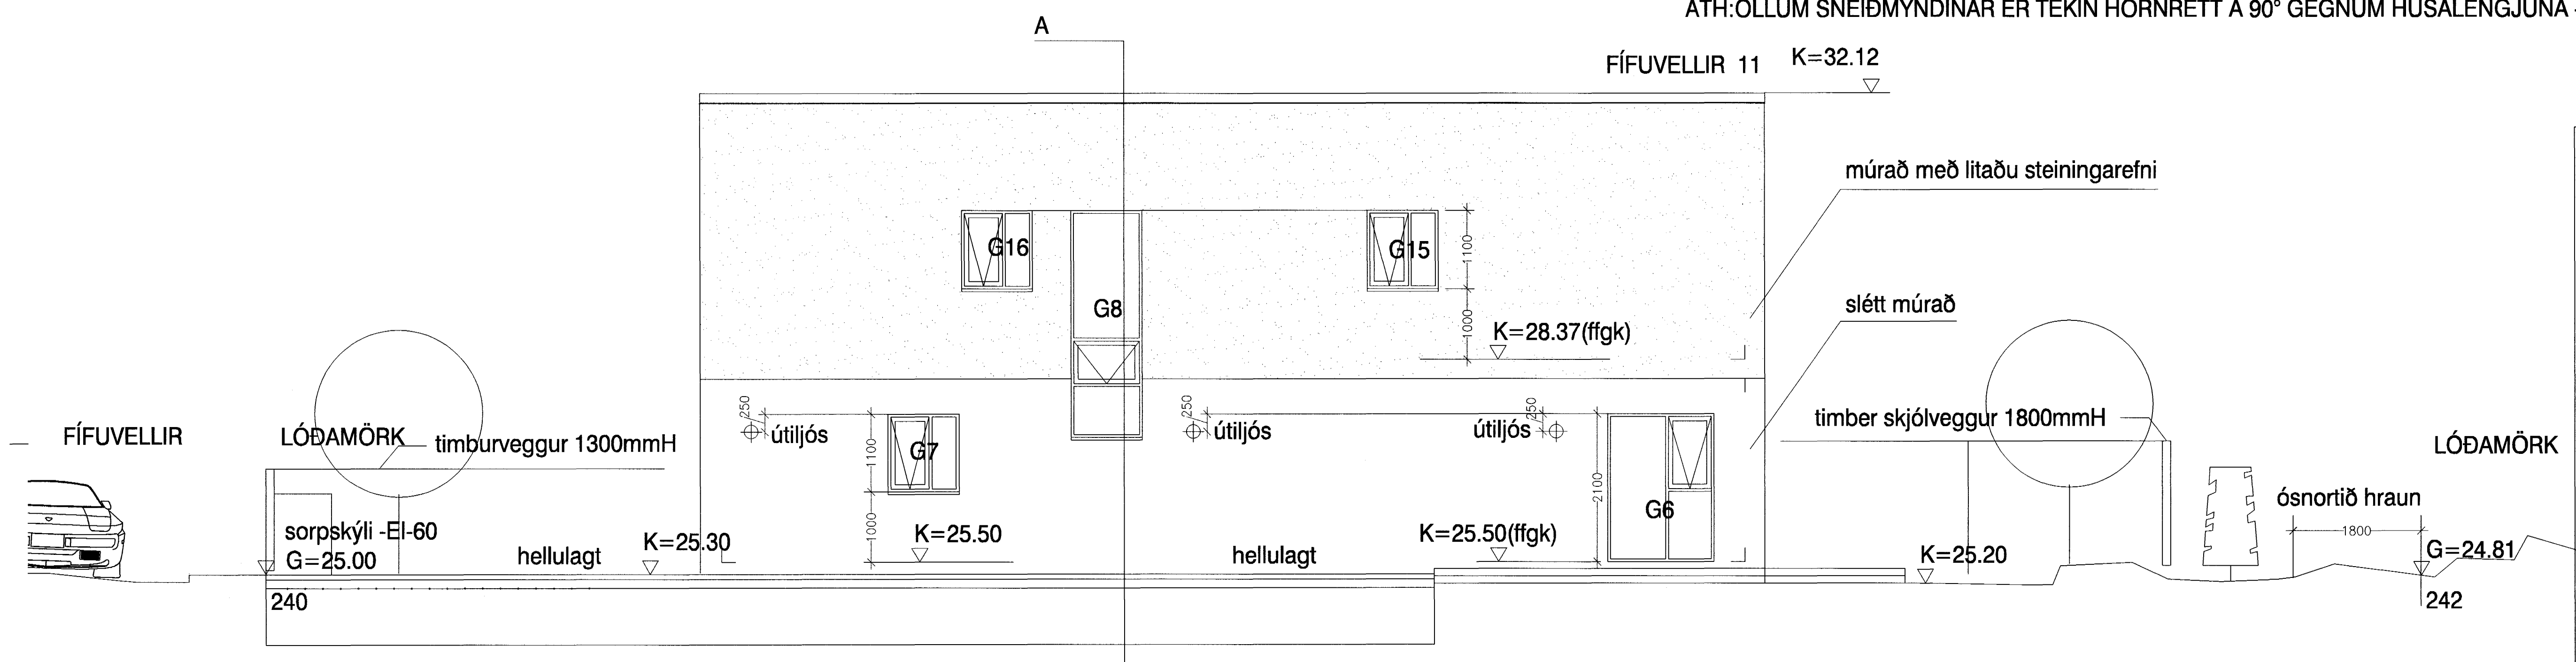 ATH:ÖLLUM SNEIÐMYNDINAR ER TEKIN HORNRÉTT Á 90° GEGNUM HÚSALENGJUNA
A
FÍFUVELLIR 11
K=32.12
múrað með litaðu steiningarefni
G16
G15
1100
G8
slétt múrað
1000
K=28.37(ffgk)
FÍFUVELLIR
LÓÐAMÖRK
timburveggur 1300mmH
250
útiljós
1100
G7
250
útiljós
250
útiljós
timber skjólveggur 1800mmH
LÓÐAMÖRK
2100
G6
ósnortið hraun
1800
sorpskýli -EI-60
G=25.00
hellulagt
K=25.30
1000
K=25.50
hellulagt
K=25.50(ffgk)
K=25.20
G=24.81
240
242